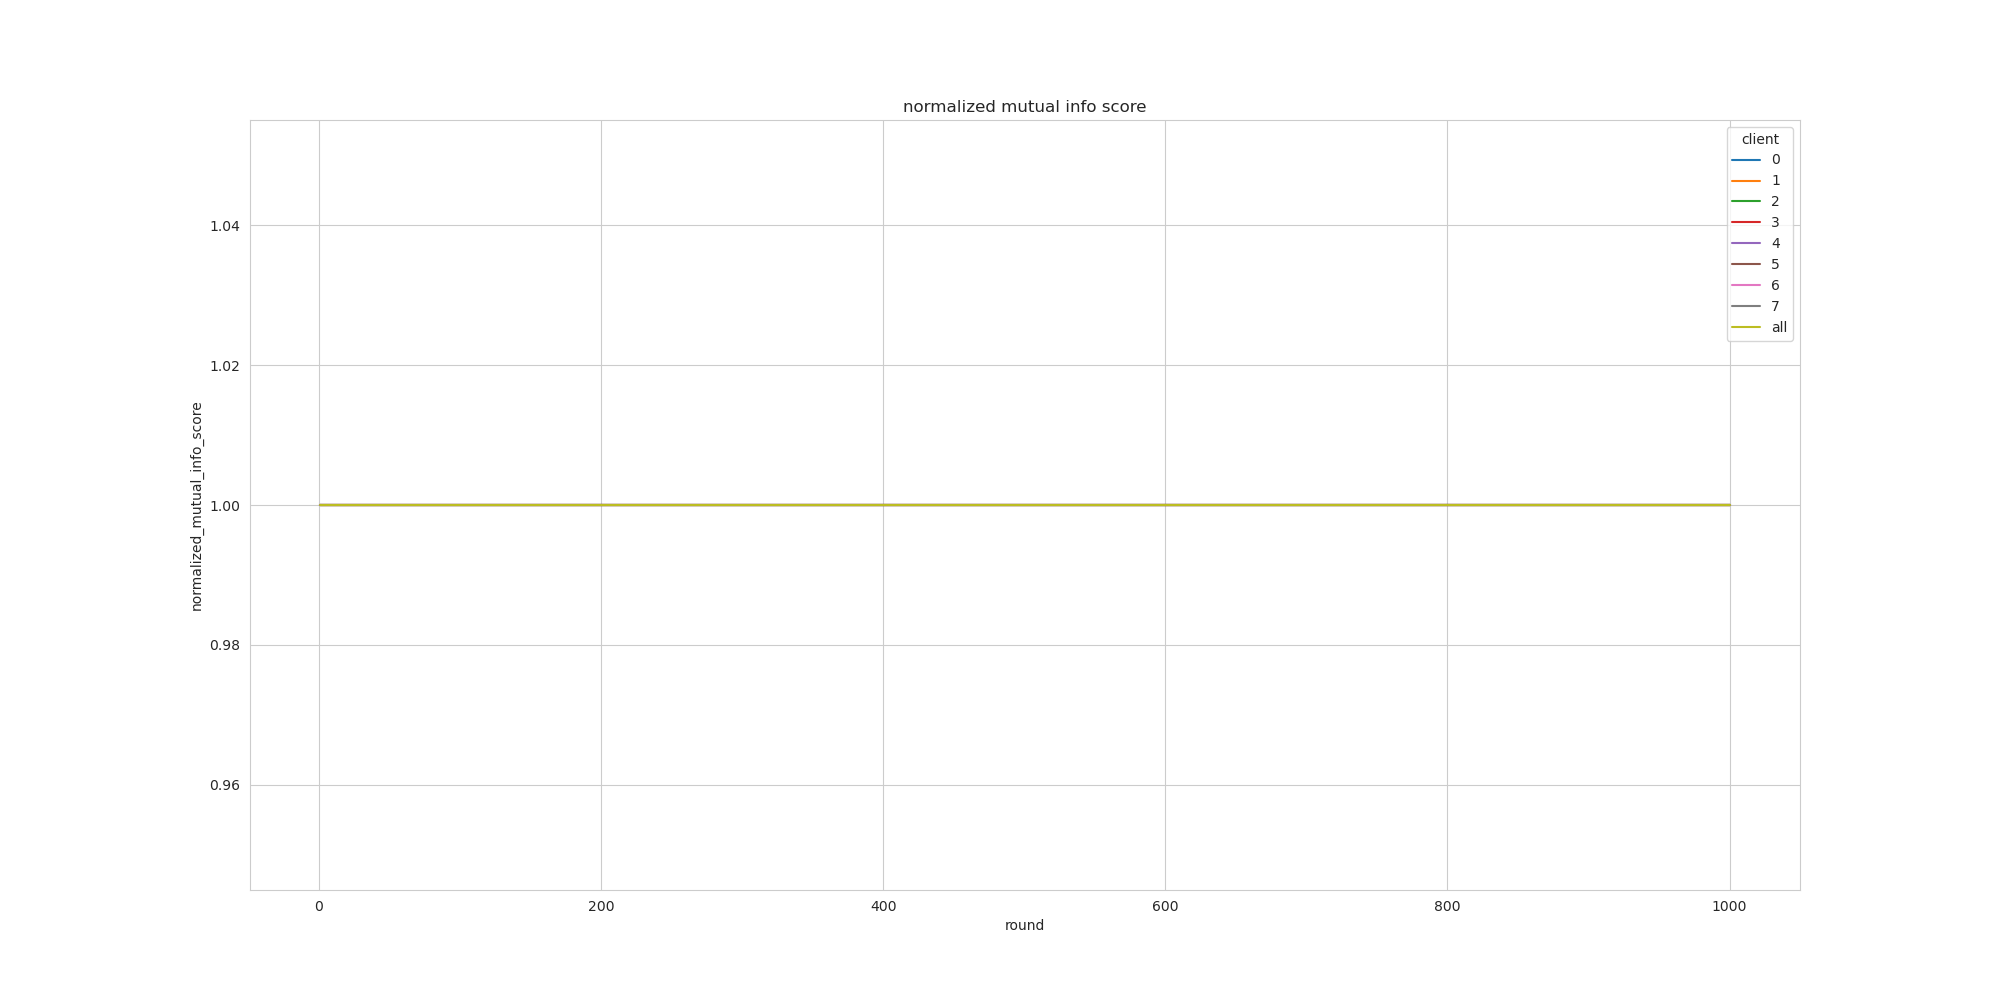 normalized mutual info score
client
0
1
2
3
4
5
6
7
all
1.04
1.02
1.00
0.98
0.96
normalized_mutual_info_score
0 200 400 600 800 1000
round